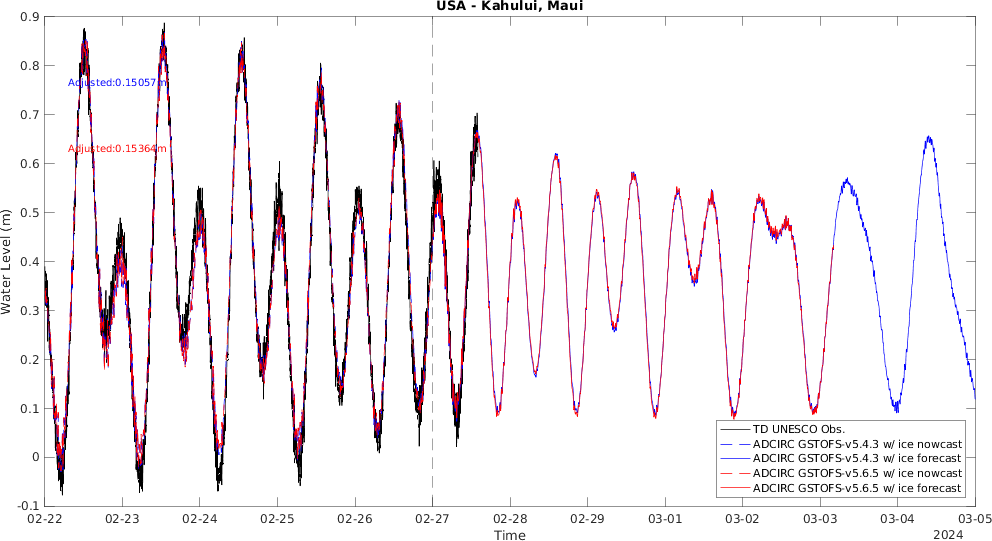 USA - Kahului, Maui
0.9
0.8
0.7
0.6
0.5
0.4
0.3
0.2
0.1
0
-0.1
Water Level (m)
Adjusted:0.15057m
Adjusted:0.15364m
TD UNESCO Obs.
ADCIRC GSTOFS-v5.4.3 w/ ice nowcast
ADCIRC GSTOFS-v5.4.3 w/ ice forecast
ADCIRC GSTOFS-v5.6.5 w/ ice nowcast
ADCIRC GSTOFS-v5.6.5 w/ ice forecast
02-22 02-23 02-24 02-25 02-26 02-27 02-28 02-29 03-01 03-02 03-03 03-04 03-05
Time
2024